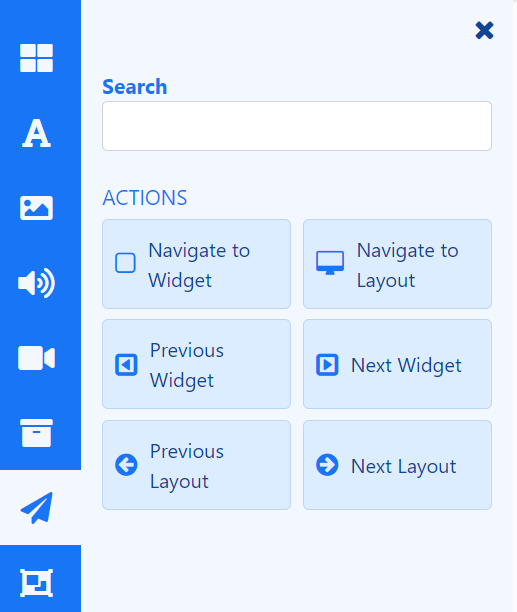 Search
ACTIONS
Navigate to
Widget
Navigate to
Layout
Previous
Widget
Next Widget
Previous
Layout
Next Layout